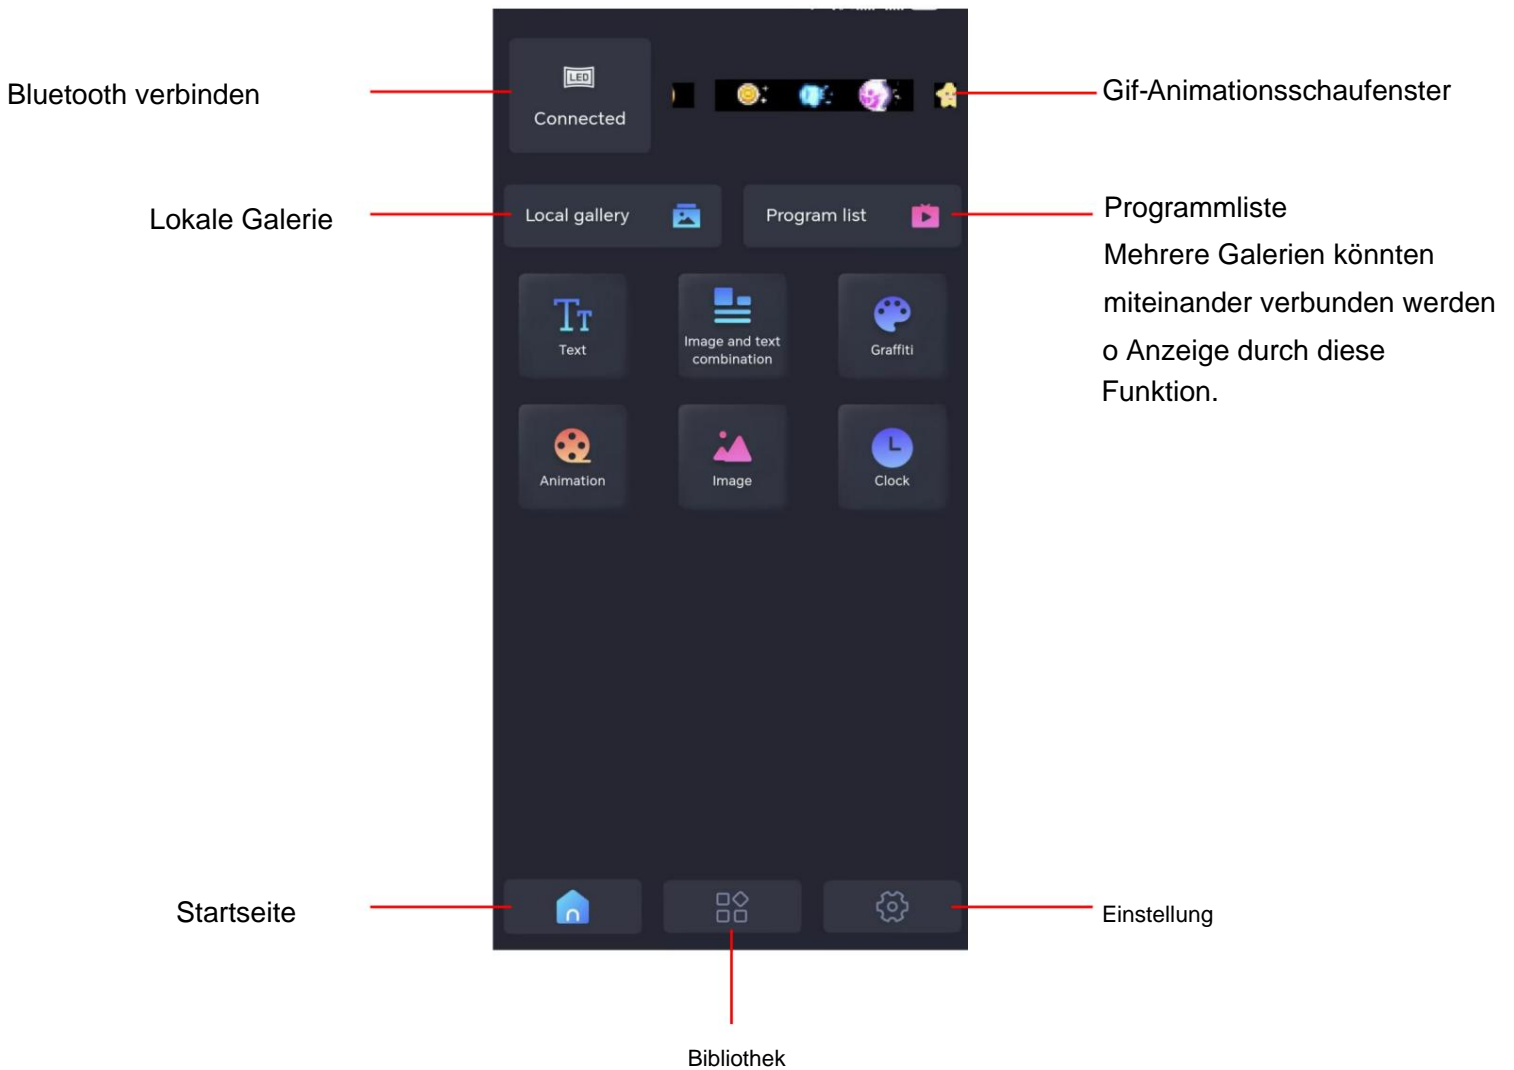 LED
Bluetooth verbinden
Connected
Gif-Animationsschaufenster
Lokale Galerie
Local gallery
Program list
Programmliste
Mehrere Galerien könnten
miteinander verbunden werden
o Anzeige durch diese
Funktion.
Text
Image and text
combination
Graffiti
Animation
Image
Clock
Startseite
Einstellung
Bibliothek